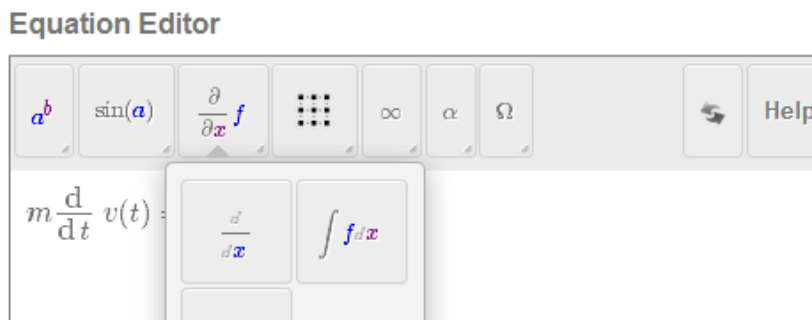 Equation Editor
a^b sin(a) ∂/∂x f ∞ α Ω Help
d/dx ∫ f dx
m d/dt v(t) =